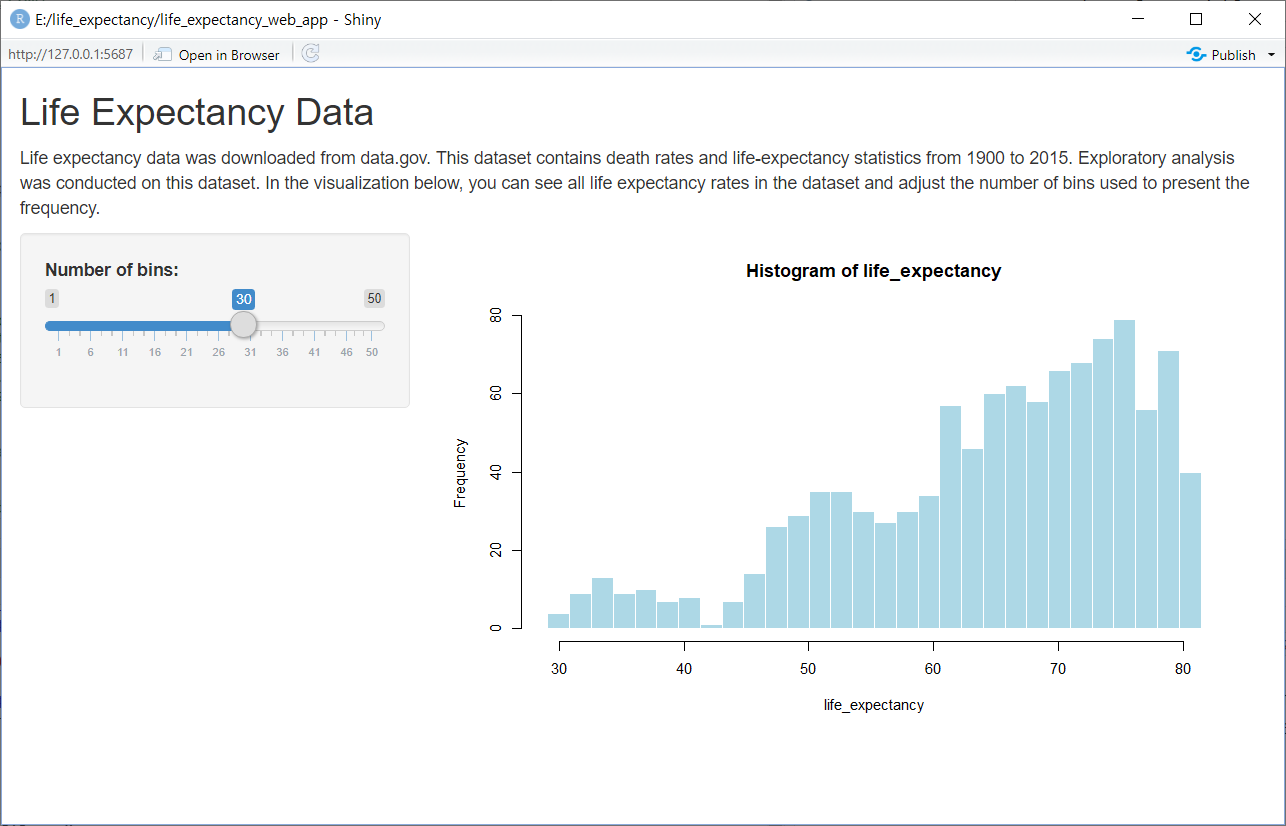 R E:/life_expectancy/life_expectancy_web_app - Shiny
http://127.0.0.1:5687 Open in Browser Publish
Life Expectancy Data
Life expectancy data was downloaded from data.gov. This dataset contains death rates and life-expectancy statistics from 1900 to 2015. Exploratory analysis
was conducted on this dataset. In the visualization below, you can see all life expectancy rates in the dataset and adjust the number of bins used to present the
frequency.
Number of bins:
1 30 50
1 6 11 16 21 26 31 36 41 46 50
Histogram of life_expectancy
Frequency
80
60
40
20
0
30 40 50 60 70 80
life_expectancy